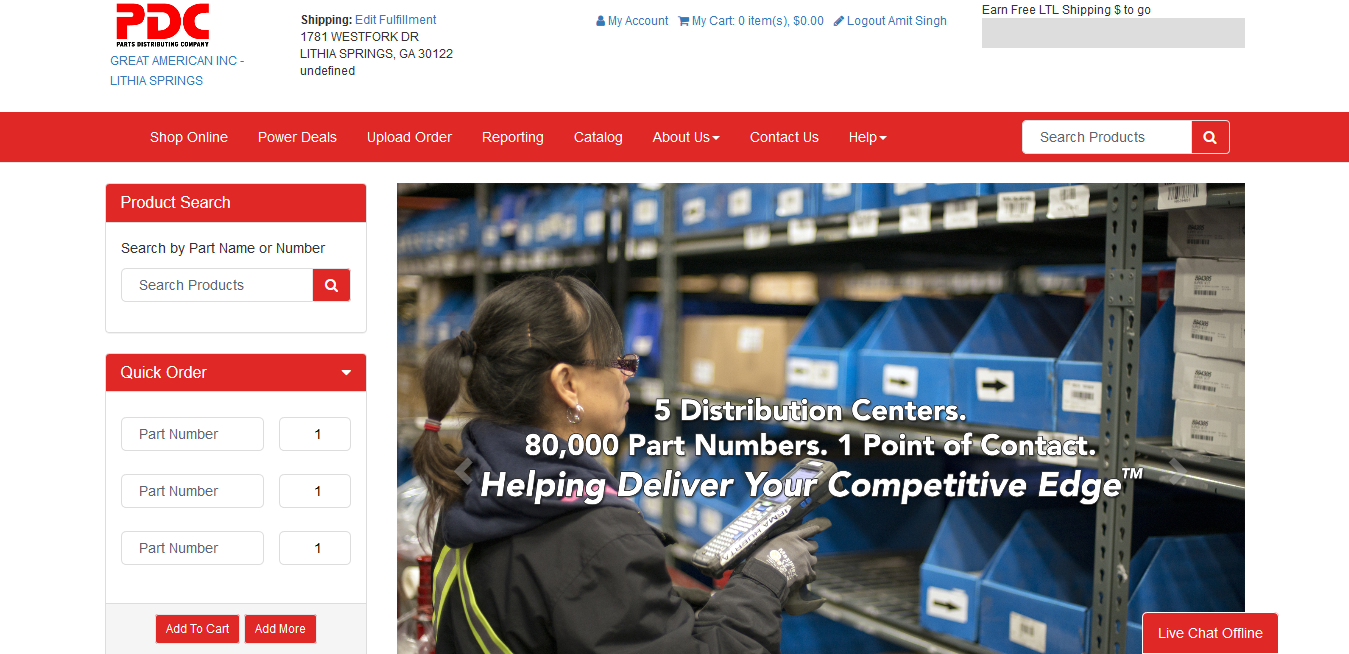 PDC
PARTS DISTRIBUTING COMPANY
GREAT AMERICAN INC -
LITHIA SPRINGS
Shipping: Edit Fulfillment
1781 WESTFORK DR
LITHIA SPRINGS, GA 30122
undefined
My Account My Cart: 0 item(s), $0.00 Logout Amit Singh
Earn Free LTL Shipping $ to go
Shop Online Power Deals Upload Order Reporting Catalog About Us Contact Us Help Search Products
Product Search
Search by Part Name or Number
Search Products
Quick Order
Part Number 1
Part Number 1
Part Number 1
Add To Cart Add More
5 Distribution Centers.
80,000 Part Numbers. 1 Point of Contact.
Helping Deliver Your Competitive Edge™
IRMA HUERTA
Live Chat Offline